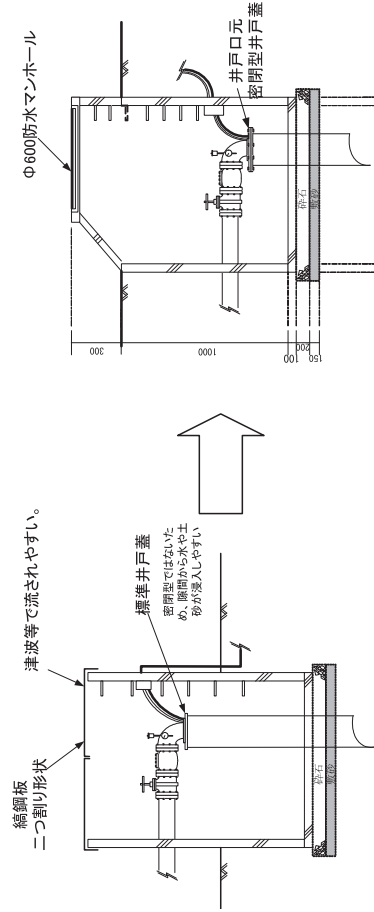 縞鋼板
二つ割り形状
津波等で流されやすい。
標準井戸蓋
密閉型ではないた
め、隙間から水や土
砂が浸入しやすい
砕石
敷砂
Φ600防水マンホール
井戸口元
密閉型井戸蓋
300
1000
100
200
150
砕石
敷砂